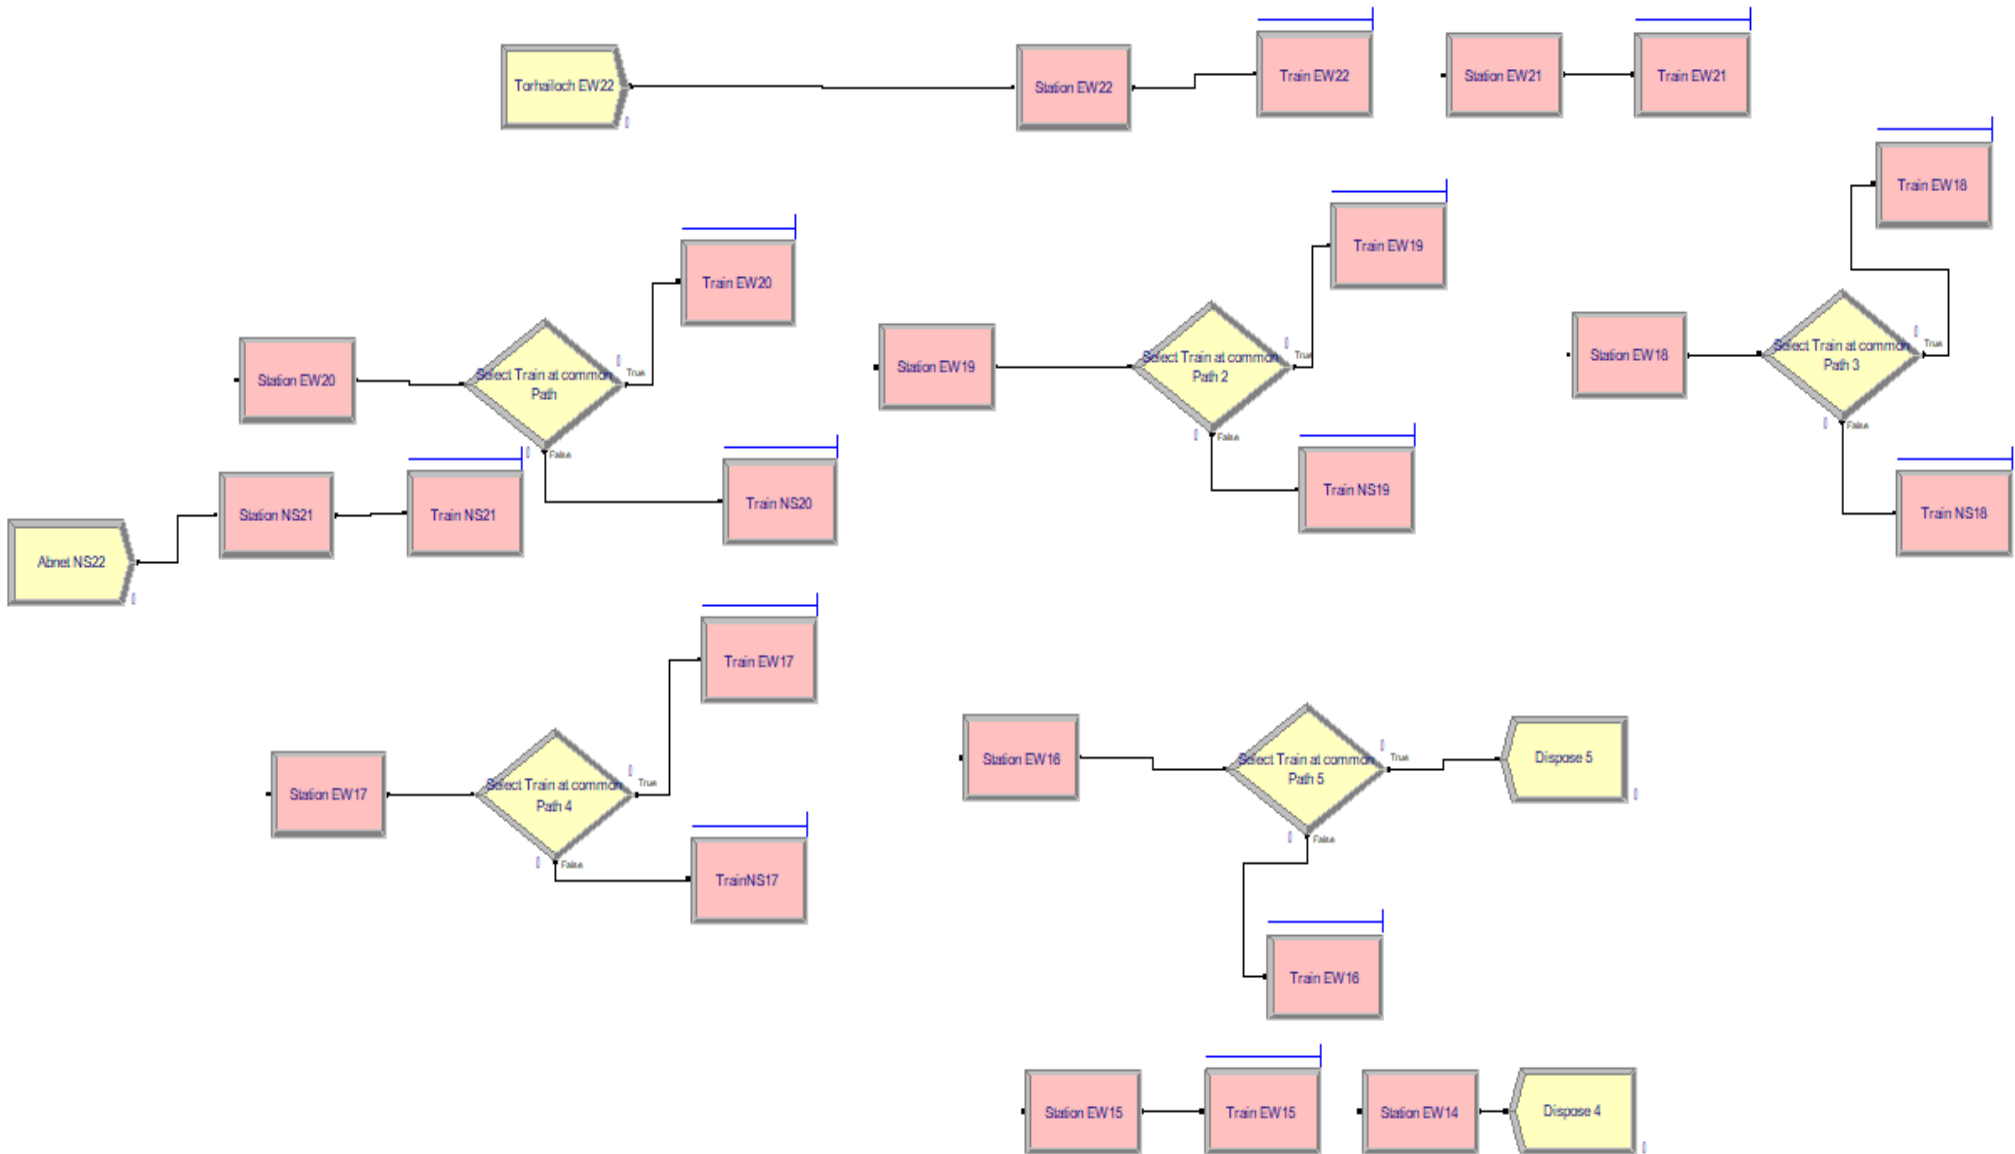 Torhailoch EW22
Station EW22
Train EW22
Station EW21
Train EW21
Train EW18
Train EW19
Train EW20
Station EW20
Select Train at common
Path
True
False
Station EW19
Select Train at common
Path 2
True
False
Station EW18
Select Train at common
Path 3
True
False
Train NS20
Train NS19
Train NS18
Station NS21
Train NS21
Abnet NS22
Train EW17
Station EW17
Select Train at common
Path 4
True
False
TrainNS17
Station EW16
Select Train at common
Path 5
True
False
Dispose 5
Train EW16
Station EW15
Train EW15
Station EW14
Dispose 4